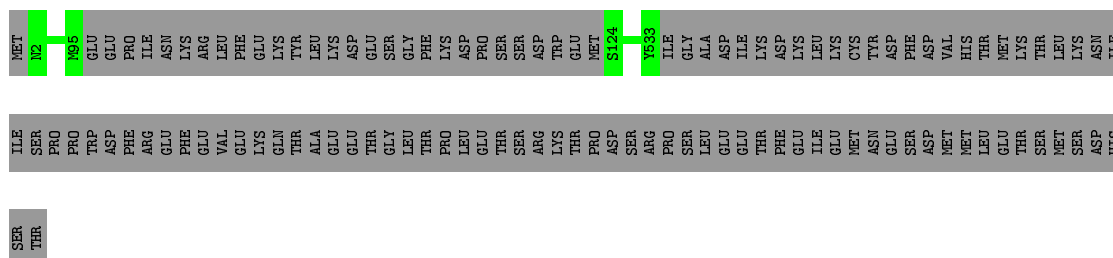 MET N2 M95 GLU GLU PRO ILE ASN LYS ARG LEU PHE GLU LYS TYR LEU LYS ASP GLU SER GLY PHE LYS ASP PRO SER SER ASP TRP GLU MET S124 Y533 ILE GLY ALA ASP ILE LYS ASP LYS LEU LYS CYS TYR ASP PHE ASP VAL HIS THR MET LYS THR LEU LYS ASN
ILE SER PRO PRO TRP ASP PHE ARG GLU PHE GLU VAL GLU LYS GLN THR ALA GLU GLU THR GLY LEU THR PRO LEU GLU THR SER ARG LYS THR PRO ASP SER ARG PRO SER LEU GLU GLU THR PHE GLU ILE GLU MET ASN GLU SER ASP MET MET LEU GLU THR SER MET SER ASP
SER THR